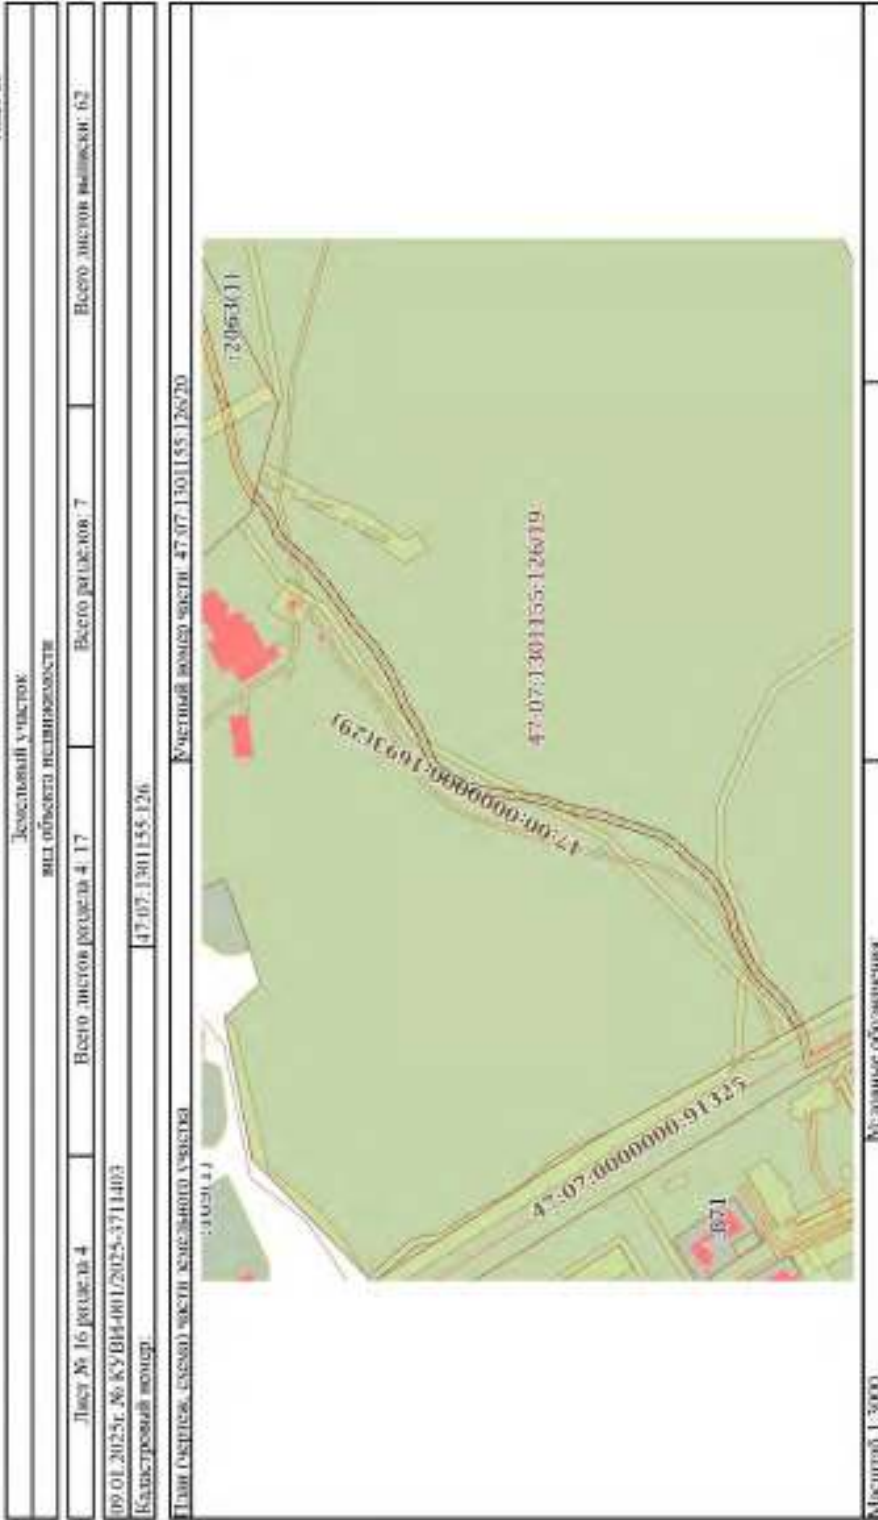 Земельный участок
вид объекта недвижимости
Лист № 16 раздела 4
Всего листов раздела 4: 17
Всего разделов: 7
Всего листов выписки: 62
09.01.2025г. № КУВИ-001/2025-3711403
Кадастровый номер:
47:07:1301155:126
План (чертеж, схема) части земельного участка
Учетный номер части: 47:07:1301155:126/20
:2063(1)
47:07:1301155:126/19
47:00:0000000:1693(29)
47:07:0000000:91325
:871
Масштаб 1:3000
Условные обозначения: